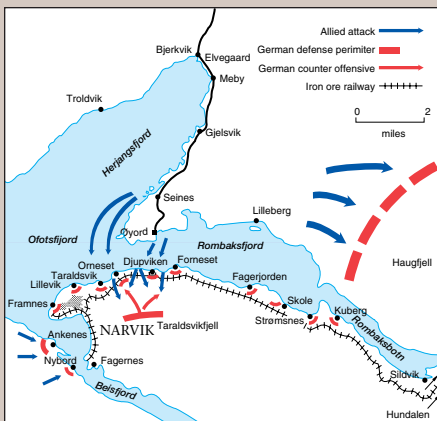 Allied attack
German defense perimiter
German counter offensive
Iron ore railway
0 2
miles
Bjerkvik
Elvegaard
Meby
Troldvik
Herjangsfjord
Gjelsvik
Seines
Oyord
Lilleberg
Ofotsfjord
Rombaksfjord
Haugfjell
Orneset
Djupviken
Forneset
Taraldsvik
Lillevik
Fagerjorden
Framnes
Skole
Kuberg
NARVIK
Taraldsvikfjell
Strømsnes
Ankenes
Rombaksbotn
Nybord
Fagernes
Sildvik
Beisfjord
Hundalen